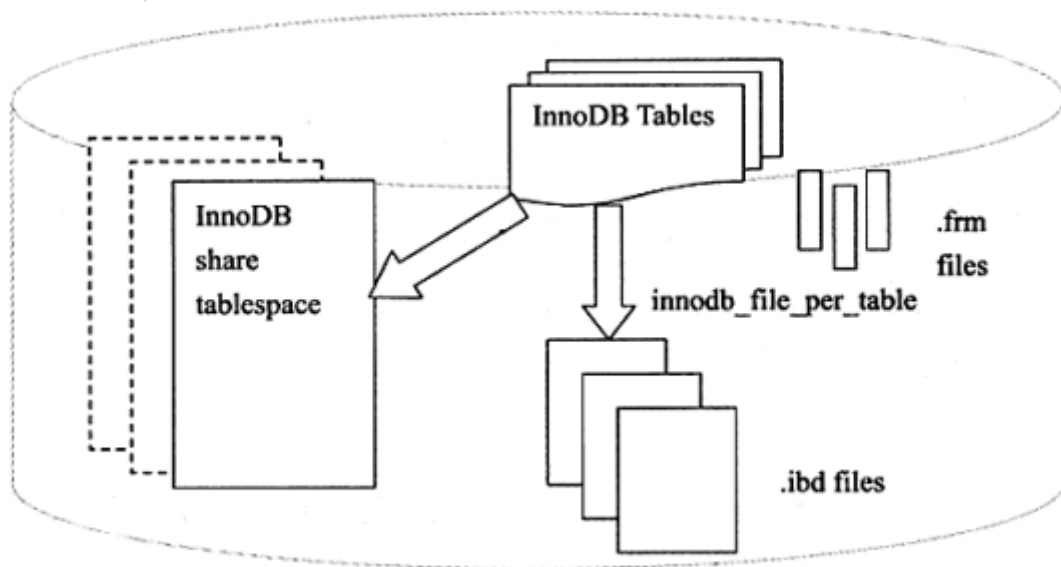 InnoDB Tables
InnoDB
share
tablespace
.frm
files
innodb_file_per_table
.ibd files